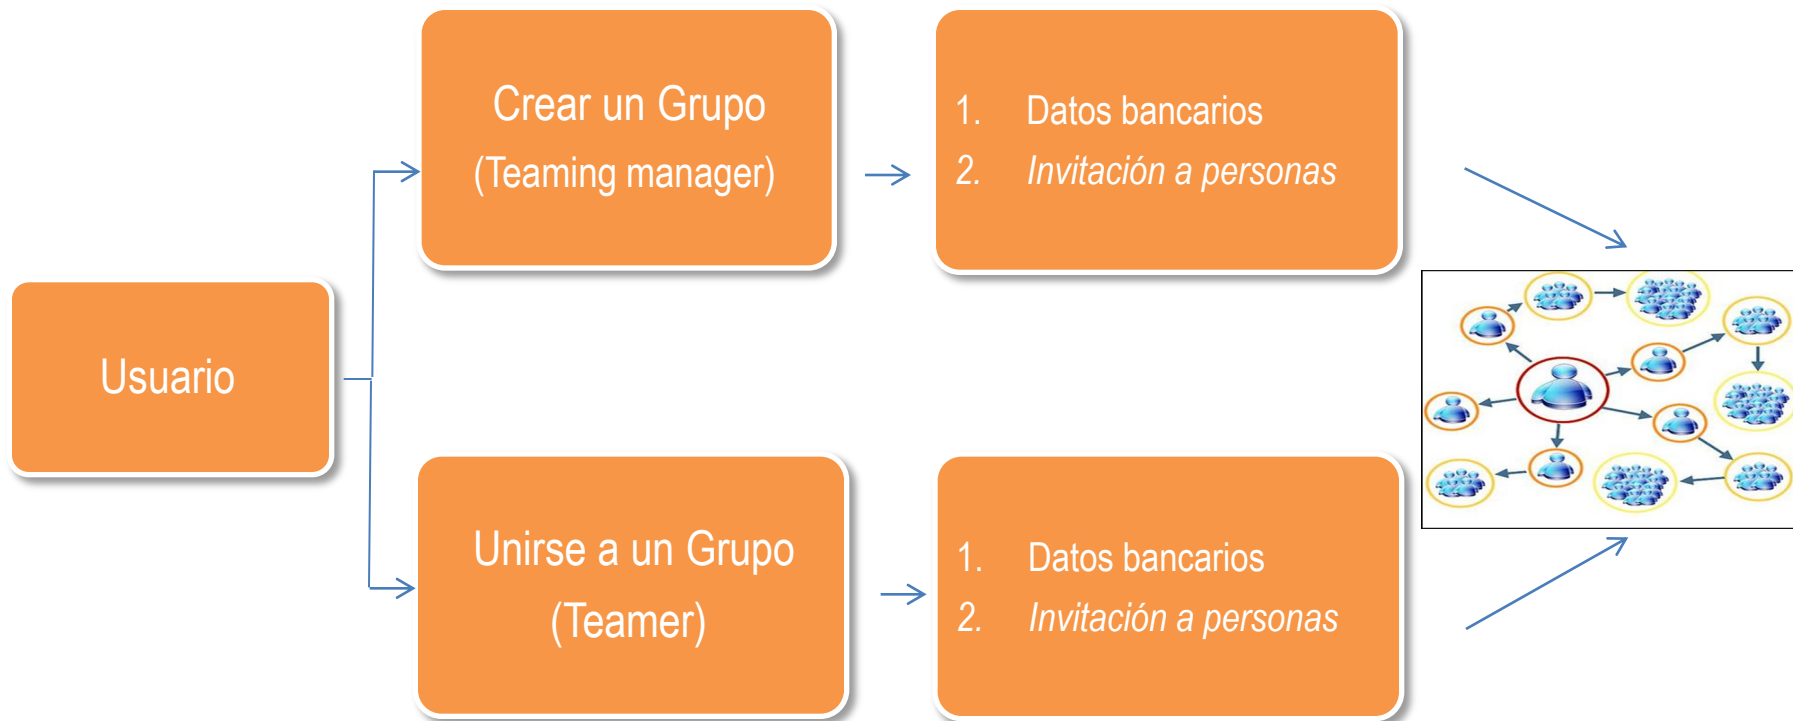 Crear un Grupo
(Teaming manager)
1. Datos bancarios
2. Invitación a personas
Usuario
Unirse a un Grupo
(Teamer)
1. Datos bancarios
2. Invitación a personas